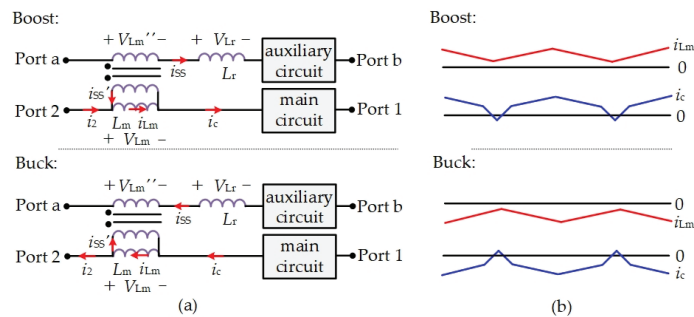 Boost:
+ VLm'' −
+ VLr −
Port a
iss
Lr
auxiliary circuit
Port b
iss'
Port 2
i2
Lm
iLm
ic
main circuit
Port 1
+ VLm −
Buck:
+ VLm'' −
+ VLr −
Port a
iss
Lr
auxiliary circuit
Port b
iss'
Port 2
i2
Lm
iLm
ic
main circuit
Port 1
+ VLm −
(a)
Boost:
iLm
0
ic
0
Buck:
0
iLm
0
ic
(b)